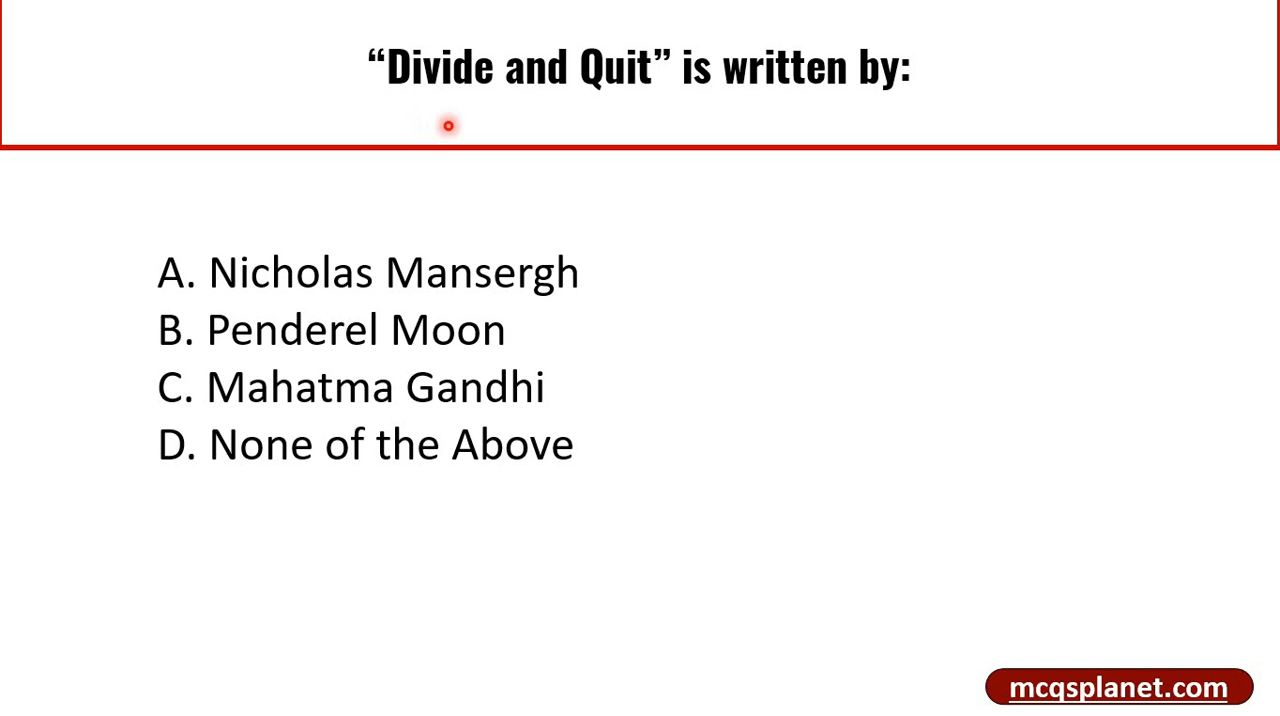 “Divide and Quit” is written by:
A. Nicholas Mansergh
B. Penderel Moon
C. Mahatma Gandhi
D. None of the Above
mcqsplanet.com